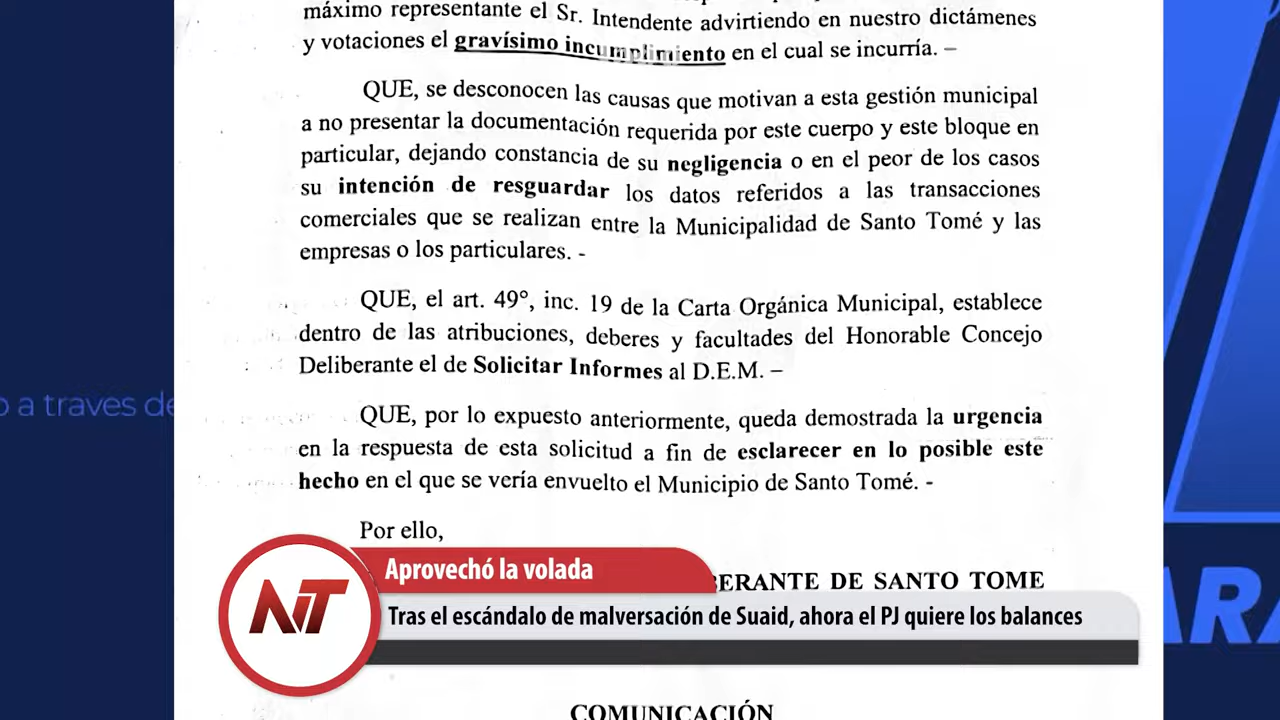 máximo representante el Sr. Intendente advirtiendo en nuestro dictámenes
y votaciones el gravísimo incumplimiento en el cual se incurría. –
QUE, se desconocen las causas que motivan a esta gestión municipal
a no presentar la documentación requerida por este cuerpo y este bloque en
particular, dejando constancia de su negligencia o en el peor de los casos
su intención de resguardar los datos referidos a las transacciones
comerciales que se realizan entre la Municipalidad de Santo Tomé y las
empresas o los particulares. -
QUE, el art. 49°, inc. 19 de la Carta Orgánica Municipal, establece
dentro de las atribuciones, deberes y facultades del Honorable Concejo
Deliberante el de Solicitar Informes al D.E.M. –
o a traves de
QUE, por lo expuesto anteriormente, queda demostrada la urgencia
en la respuesta de esta solicitud a fin de esclarecer en lo posible este
hecho en el que se vería envuelto el Municipio de Santo Tomé. -
Por ello,
BERANTE DE SANTO TOME
NT
Aprovechó la volada
Tras el escándalo de malversación de Suaid, ahora el PJ quiere los balances
ARA
COMUNICACIÓN